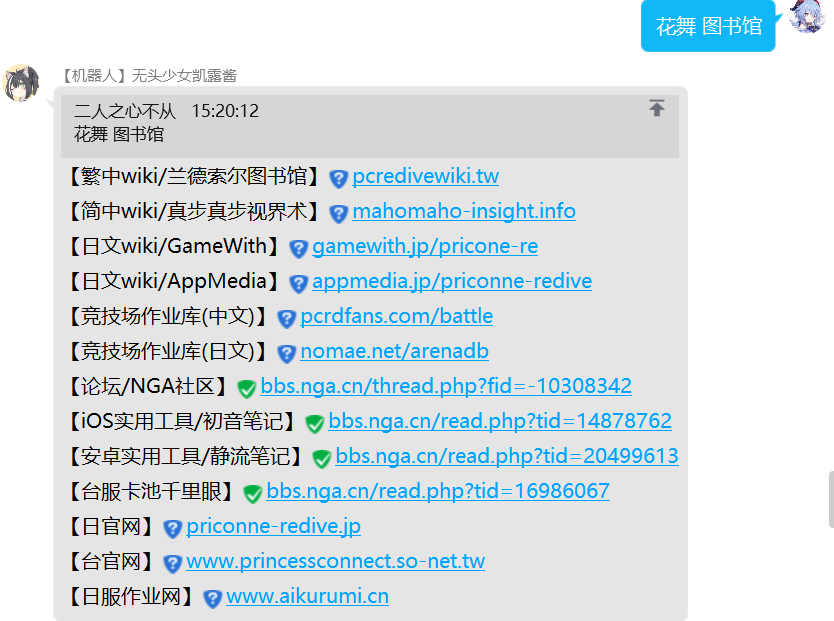 花舞 图书馆
【机器人】无头少女凯露酱
二人之心不从 15:20:12
花舞 图书馆
【繁中wiki/兰德索尔图书馆】pcredivewiki.tw
【简中wiki/真步真步视界术】mahomaho-insight.info
【日文wiki/GameWith】gamewith.jp/pricone-re
【日文wiki/AppMedia】appmedia.jp/priconne-redive
【竞技场作业库(中文)】pcrdfans.com/battle
【竞技场作业库(日文)】nomae.net/arenadb
【论坛/NGA社区】bbs.nga.cn/thread.php?fid=-10308342
【iOS实用工具/初音笔记】bbs.nga.cn/read.php?tid=14878762
【安卓实用工具/静流笔记】bbs.nga.cn/read.php?tid=20499613
【台服卡池千里眼】bbs.nga.cn/read.php?tid=16986067
【日官网】priconne-redive.jp
【台官网】www.princessconnect.so-net.tw
【日服作业网】www.aikurumi.cn